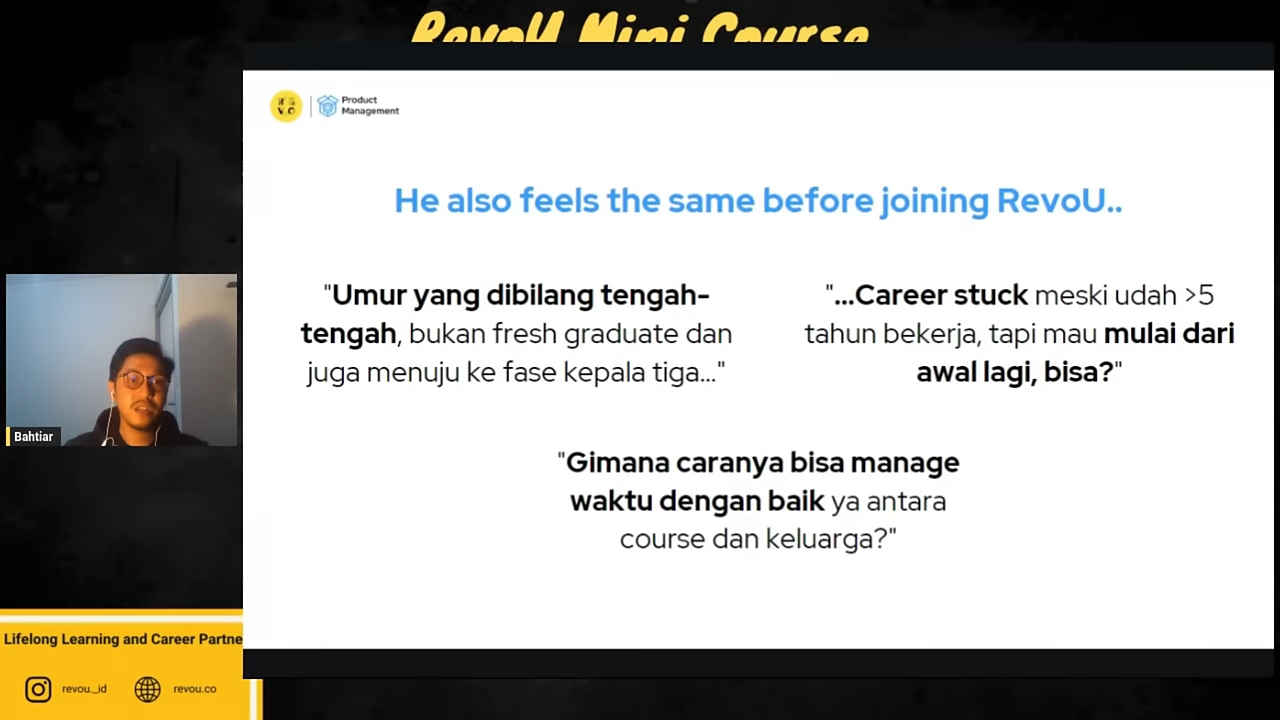 RevoU Mini Course
Product
Management
He also feels the same before joining RevoU..
"Umur yang dibilang tengah-
tengah, bukan fresh graduate dan
juga menuju ke fase kepala tiga..."
"...Career stuck meski udah >5
tahun bekerja, tapi mau mulai dari
awal lagi, bisa?"
"Gimana caranya bisa manage
waktu dengan baik ya antara
course dan keluarga?"
Bahtiar
Lifelong Learning and Career Partne
revou_id
revou.co